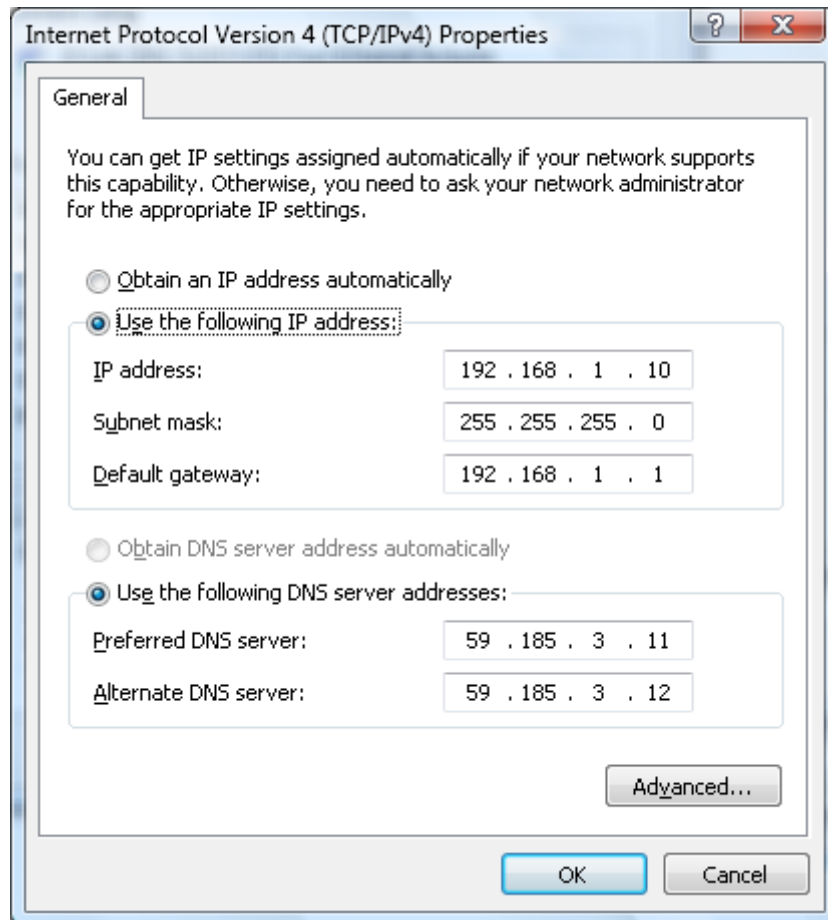 Internet Protocol Version 4 (TCP/IPv4) Properties
General
You can get IP settings assigned automatically if your network supports
this capability. Otherwise, you need to ask your network administrator
for the appropriate IP settings.
Obtain an IP address automatically
Use the following IP address:
IP address: 192 . 168 . 1 . 10
Subnet mask: 255 . 255 . 255 . 0
Default gateway: 192 . 168 . 1 . 1
Obtain DNS server address automatically
Use the following DNS server addresses:
Preferred DNS server: 59 . 185 . 3 . 11
Alternate DNS server: 59 . 185 . 3 . 12
Advanced...
OK Cancel